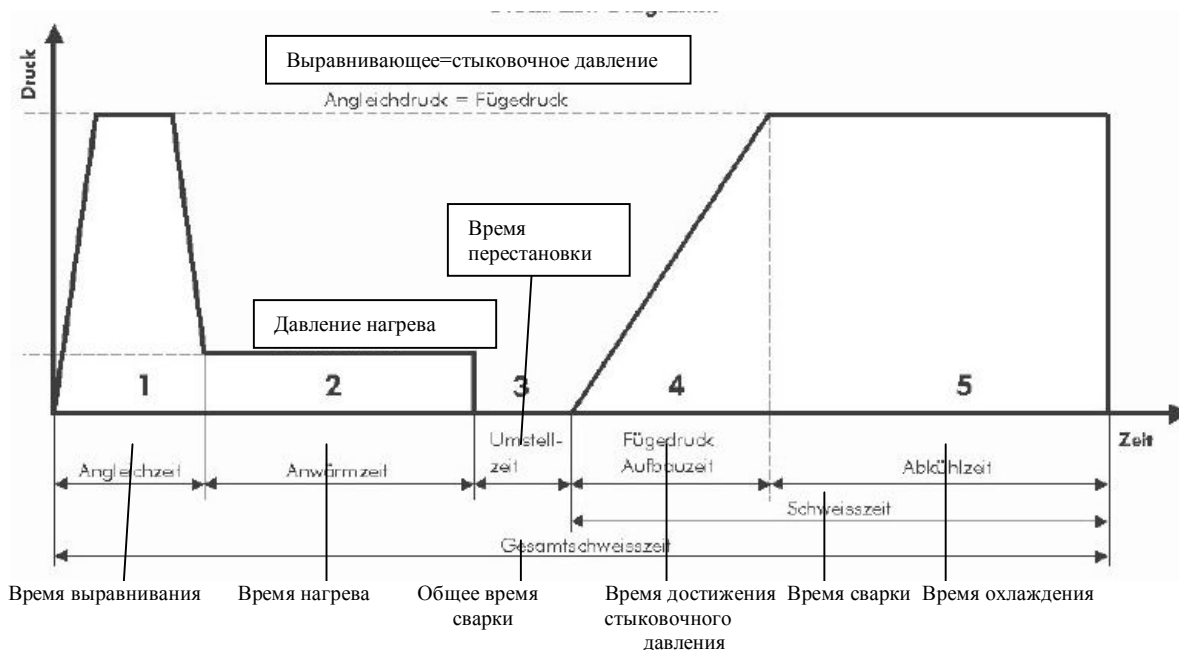 Druck
Выравнивающее=стыковочное давление
Angleichdruck = Fügedruck
Время
перестановки
Давление нагрева
1
2
3
4
5
Umstell-
zeit
Fügedruck
Aufbauzeit
Zeit
Angleichzeit
Anwärmzeit
Abkühlzeit
Schweisszeit
Gesamtschweisszeit
Время выравнивания
Время нагрева
Общее время
сварки
Время достижения
стыковочного
давления
Время сварки
Время охлаждения